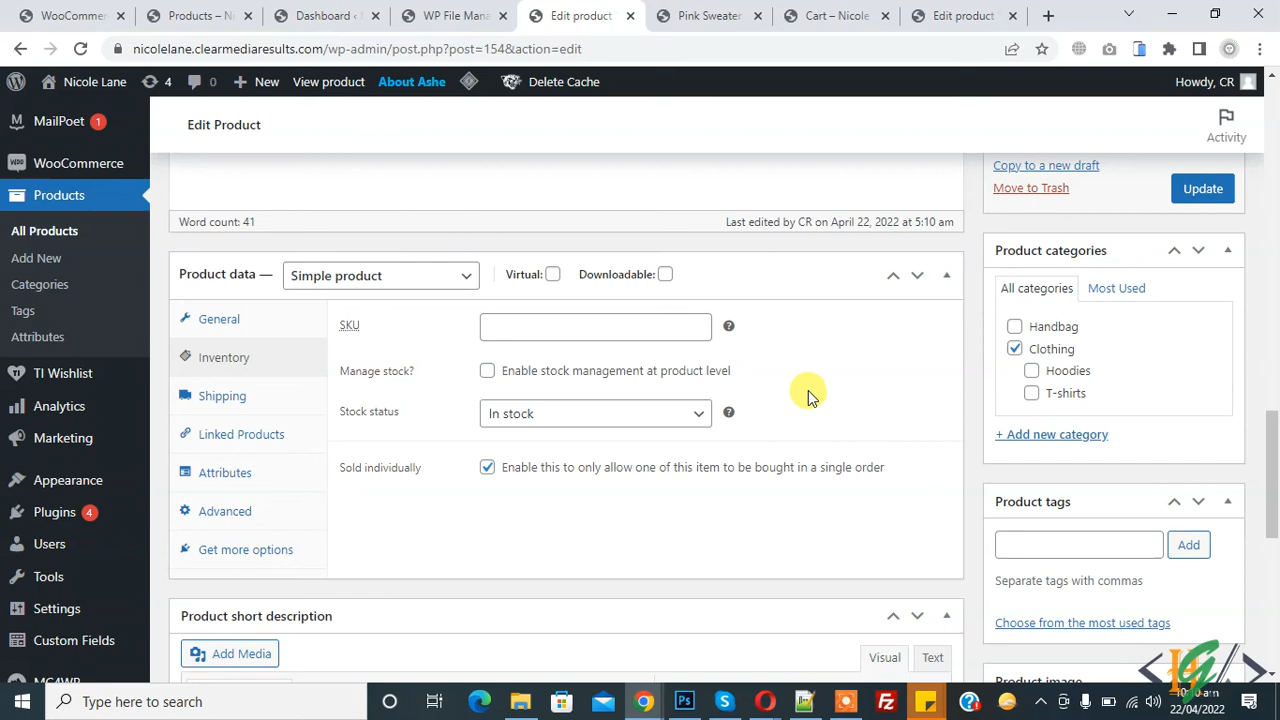 WooCommer
Products – Ni
Dashboard ‹
WP File Mana
Edit product
Pink Sweater
Cart – Nicole
Edit product
nicolelane.clearmediaresults.com/wp-admin/post.php?post=154&action=edit
Nicole Lane
4
0
New
View product
About Ashe
Delete Cache
Howdy, CR
MailPoet 1
Edit Product
Activity
WooCommerce
Products
All Products
Add New
Categories
Tags
Attributes
TI Wishlist
Analytics
Marketing
Appearance
Plugins 4
Users
Tools
Settings
Custom Fields
MC4WP
Word count: 41
Last edited by CR on April 22, 2022 at 5:10 am
Product data —
Simple product
Virtual:
Downloadable:
General
Inventory
Shipping
Linked Products
Attributes
Advanced
Get more options
SKU
Manage stock?
Enable stock management at product level
Stock status
In stock
Sold individually
Enable this to only allow one of this item to be bought in a single order
Product short description
Add Media
Visual
Text
Copy to a new draft
Move to Trash
Update
Product categories
All categories
Most Used
Handbag
Clothing
Hoodies
T-shirts
+ Add new category
Product tags
Add
Separate tags with commas
Choose from the most used tags
Product image
Type here to search
22/04/2022